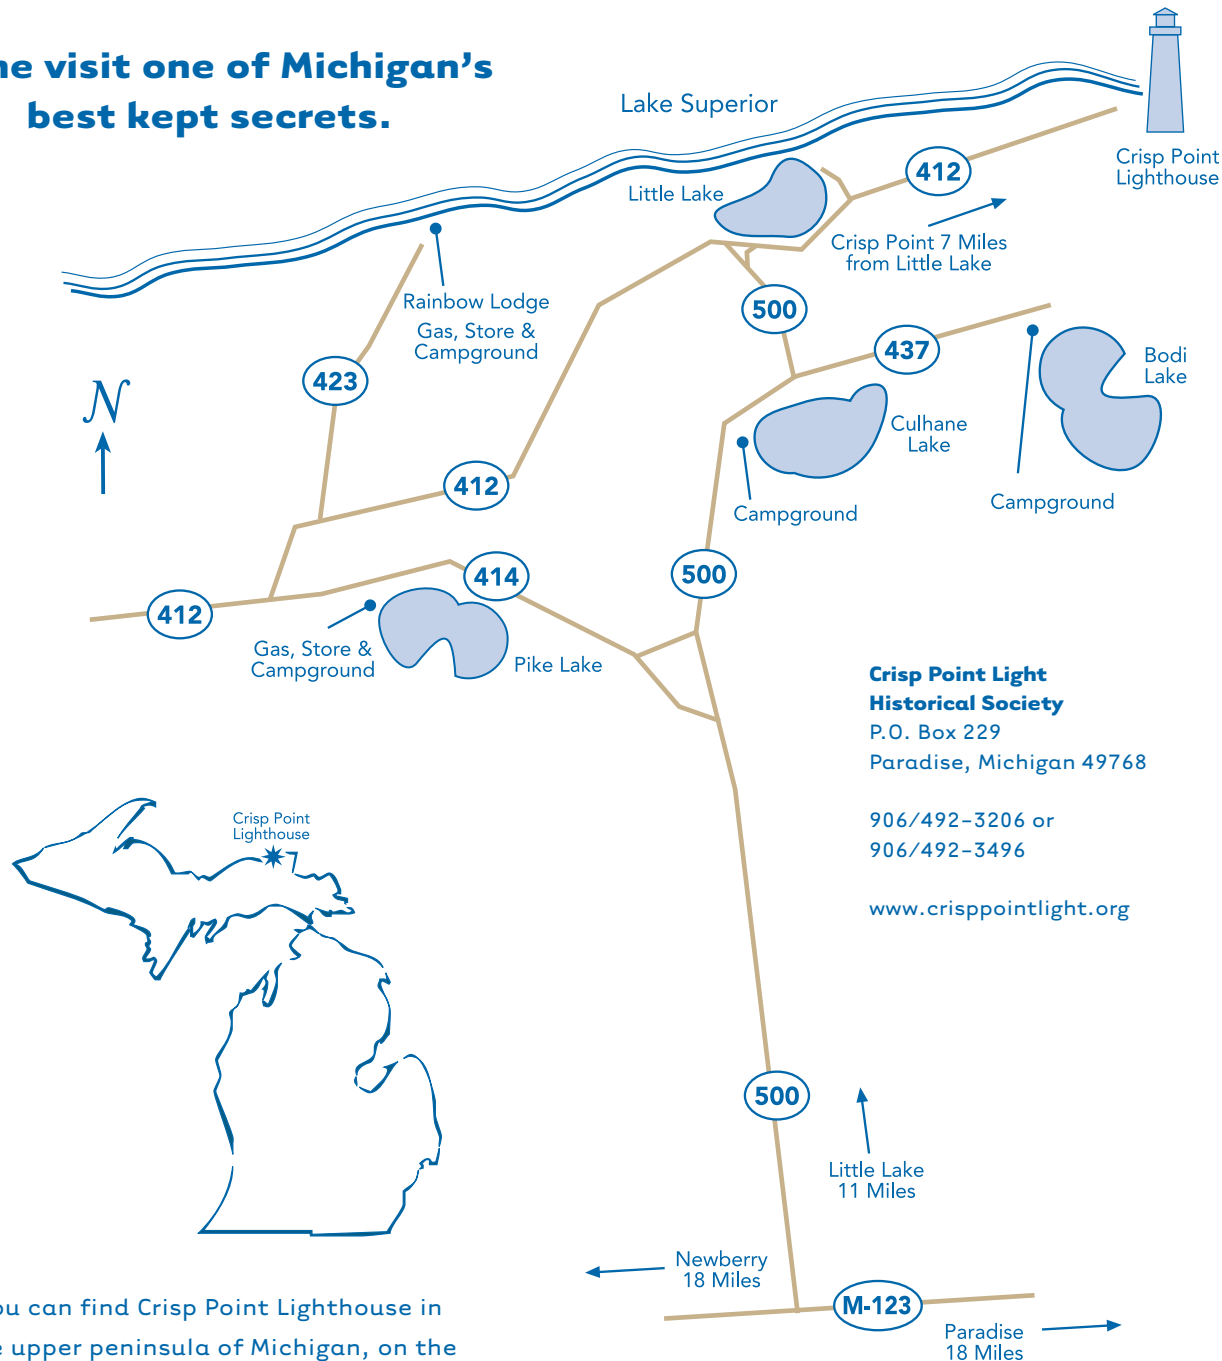 ne visit one of Michigan's
best kept secrets.
Lake Superior
Crisp Point
Lighthouse
Little Lake
412
Crisp Point 7 Miles
from Little Lake
Rainbow Lodge
Gas, Store &
Campground
500
437
Bodi
Lake
423
N
Culhane
Lake
412
Campground
Campground
414
500
412
Gas, Store &
Campground
Pike Lake
Crisp Point Light
Historical Society
P.O. Box 229
Paradise, Michigan 49768
906/492-3206 or
906/492-3496
www.crisppointlight.org
Crisp Point
Lighthouse
500
Little Lake
11 Miles
Newberry
18 Miles
M-123
Paradise
18 Miles
ou can find Crisp Point Lighthouse in
e upper peninsula of Michigan, on the